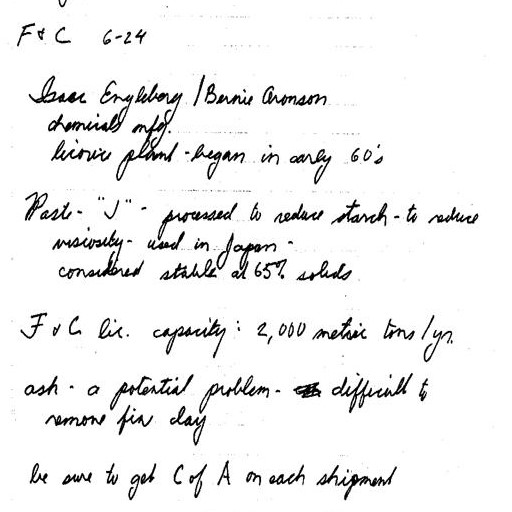 F & C 6-24
Isaac Engleberg / Bernie Aronson
chemicals mfg.
licorice plant - began in early 60's
Paste - "J" - processed to reduce starch - to reduce
viscosity - used in Japan -
considered stable at 65% solids
F & C lic. capacity: 2,000 metric tons / yr.
ash - a potential problem - difficult to
remove fin clay
be sure to get C of A on each shipment